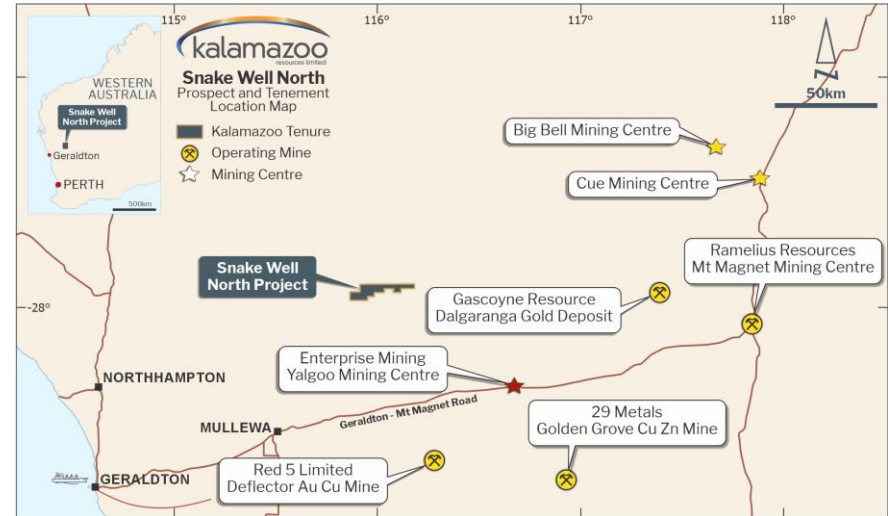 115°
116°
117°
118°
kalamazoo
resources limited
Snake Well North
Prospect and Tenement
Location Map
Kalamazoo Tenure
Operating Mine
Mining Centre
WESTERN
AUSTRALIA
Snake Well
North Project
Geraldton
PERTH
500km
N
50km
Big Bell Mining Centre
Cue Mining Centre
Ramelius Resources
Mt Magnet Mining Centre
Snake Well
North Project
Gascoyne Resource
Dalgaranga Gold Deposit
-28°
-28°
Enterprise Mining
Yalgoo Mining Centre
NORTHHAMPTON
Geraldton - Mt Magnet Road
29 Metals
Golden Grove Cu Zn Mine
MULLEWA
Red 5 Limited
Deflector Au Cu Mine
GERALDTON